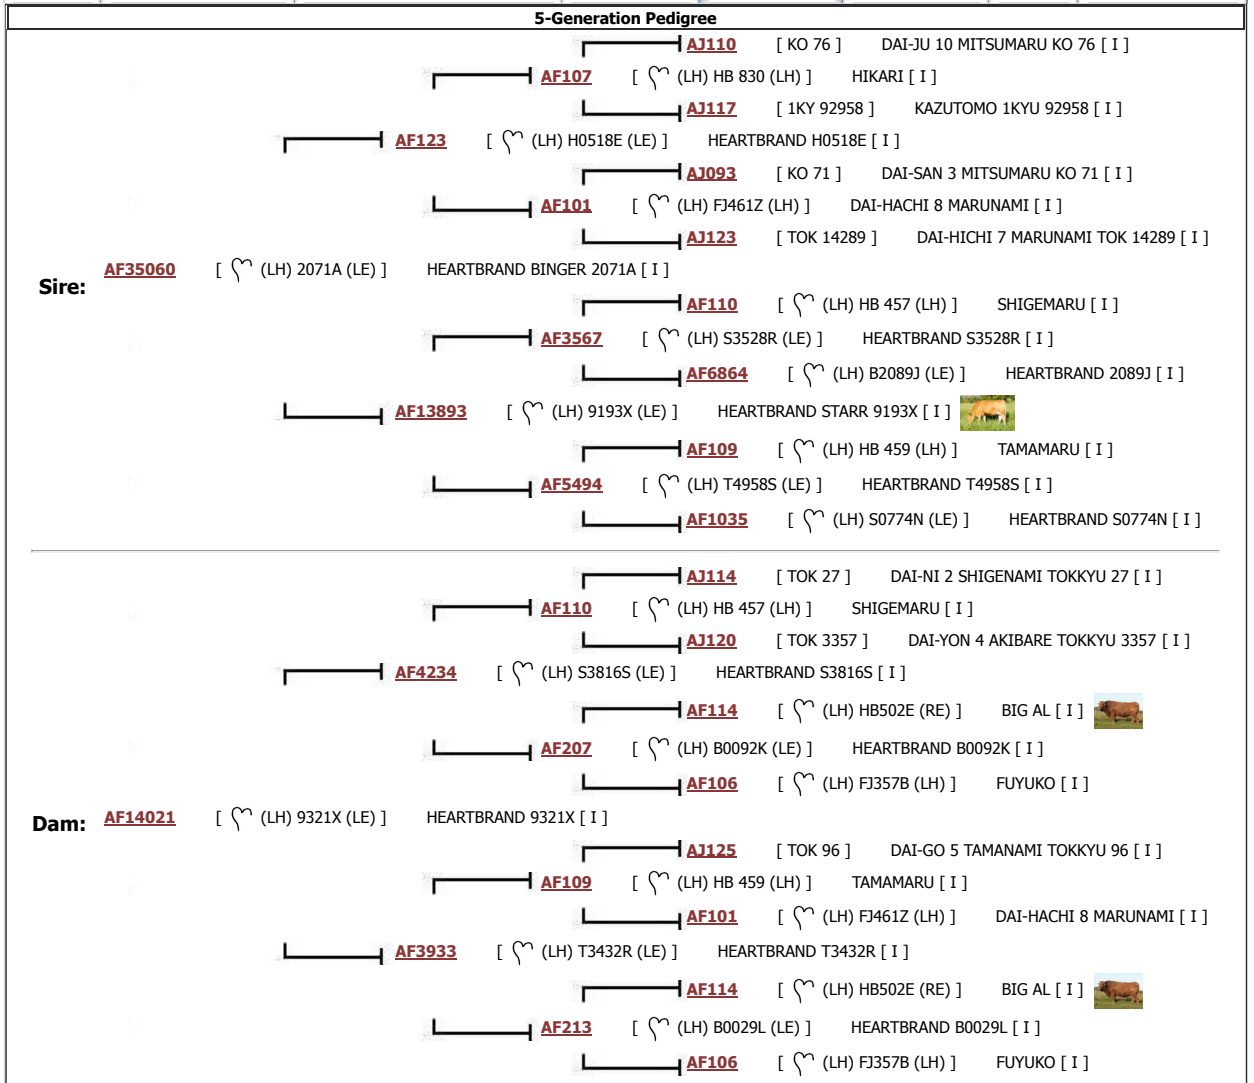 5-Generation Pedigree
AJ110 [ KO 76 ] DAI-JU 10 MITSUMARU KO 76 [ I ]
AF107 [ (LH) HB 830 (LH) ] HIKARI [ I ]
AJ117 [ 1KY 92958 ] KAZUTOMO 1KYU 92958 [ I ]
AF123 [ (LH) H0518E (LE) ] HEARTBRAND H0518E [ I ]
AJ093 [ KO 71 ] DAI-SAN 3 MITSUMARU KO 71 [ I ]
AF101 [ (LH) FJ461Z (LH) ] DAI-HACHI 8 MARUNAMI [ I ]
AJ123 [ TOK 14289 ] DAI-HICHI 7 MARUNAMI TOK 14289 [ I ]
Sire: AF35060 [ (LH) 2071A (LE) ] HEARTBRAND BINGER 2071A [ I ]
AF110 [ (LH) HB 457 (LH) ] SHIGEMARU [ I ]
AF3567 [ (LH) S3528R (LE) ] HEARTBRAND S3528R [ I ]
AF6864 [ (LH) B2089J (LE) ] HEARTBRAND 2089J [ I ]
AF13893 [ (LH) 9193X (LE) ] HEARTBRAND STARR 9193X [ I ]
AF109 [ (LH) HB 459 (LH) ] TAMAMARU [ I ]
AF5494 [ (LH) T4958S (LE) ] HEARTBRAND T4958S [ I ]
AF1035 [ (LH) S0774N (LE) ] HEARTBRAND S0774N [ I ]
AJ114 [ TOK 27 ] DAI-NI 2 SHIGENAMI TOKKYU 27 [ I ]
AF110 [ (LH) HB 457 (LH) ] SHIGEMARU [ I ]
AJ120 [ TOK 3357 ] DAI-YON 4 AKIBARE TOKKYU 3357 [ I ]
AF4234 [ (LH) S3816S (LE) ] HEARTBRAND S3816S [ I ]
AF114 [ (LH) HB502E (RE) ] BIG AL [ I ]
AF207 [ (LH) B0092K (LE) ] HEARTBRAND B0092K [ I ]
AF106 [ (LH) FJ357B (LH) ] FUYUKO [ I ]
Dam: AF14021 [ (LH) 9321X (LE) ] HEARTBRAND 9321X [ I ]
AJ125 [ TOK 96 ] DAI-GO 5 TAMANAMI TOKKYU 96 [ I ]
AF109 [ (LH) HB 459 (LH) ] TAMAMARU [ I ]
AF101 [ (LH) FJ461Z (LH) ] DAI-HACHI 8 MARUNAMI [ I ]
AF3933 [ (LH) T3432R (LE) ] HEARTBRAND T3432R [ I ]
AF114 [ (LH) HB502E (RE) ] BIG AL [ I ]
AF213 [ (LH) B0029L (LE) ] HEARTBRAND B0029L [ I ]
AF106 [ (LH) FJ357B (LH) ] FUYUKO [ I ]